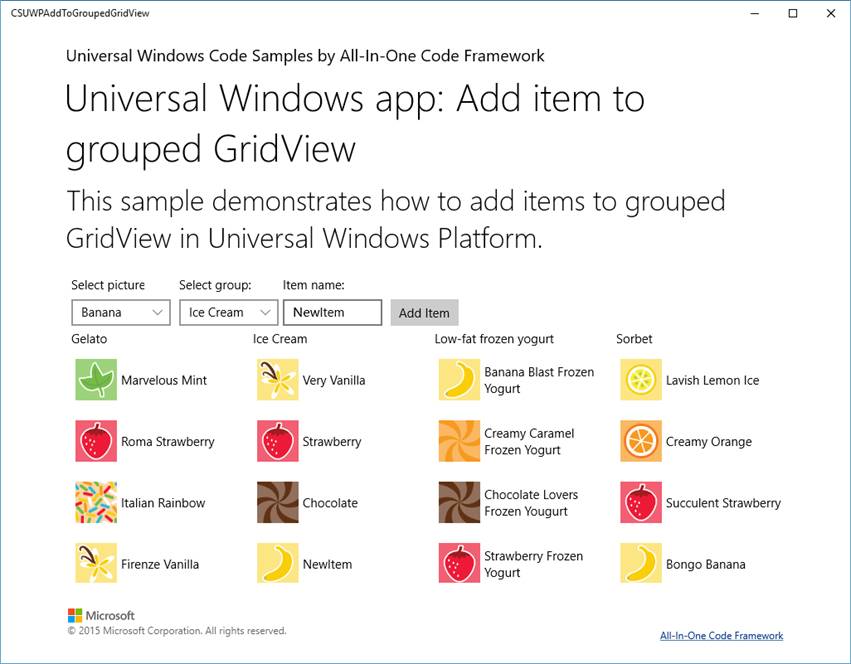 CSUWPAddToGroupedGridView
Universal Windows Code Samples by All-In-One Code Framework
Universal Windows app: Add item to
grouped GridView
This sample demonstrates how to add items to grouped
GridView in Universal Windows Platform.
Select picture
Select group:
Item name:
Banana
Ice Cream
NewItem
Add Item
Gelato
Marvelous Mint
Roma Strawberry
Italian Rainbow
Firenze Vanilla
Ice Cream
Very Vanilla
Strawberry
Chocolate
NewItem
Low-fat frozen yogurt
Banana Blast Frozen
Yogurt
Creamy Caramel
Frozen Yogurt
Chocolate Lovers
Frozen Yougurt
Strawberry Frozen
Yogurt
Sorbet
Lavish Lemon Ice
Creamy Orange
Succulent Strawberry
Bongo Banana
Microsoft
© 2015 Microsoft Corporation. All rights reserved.
All-In-One Code Framework